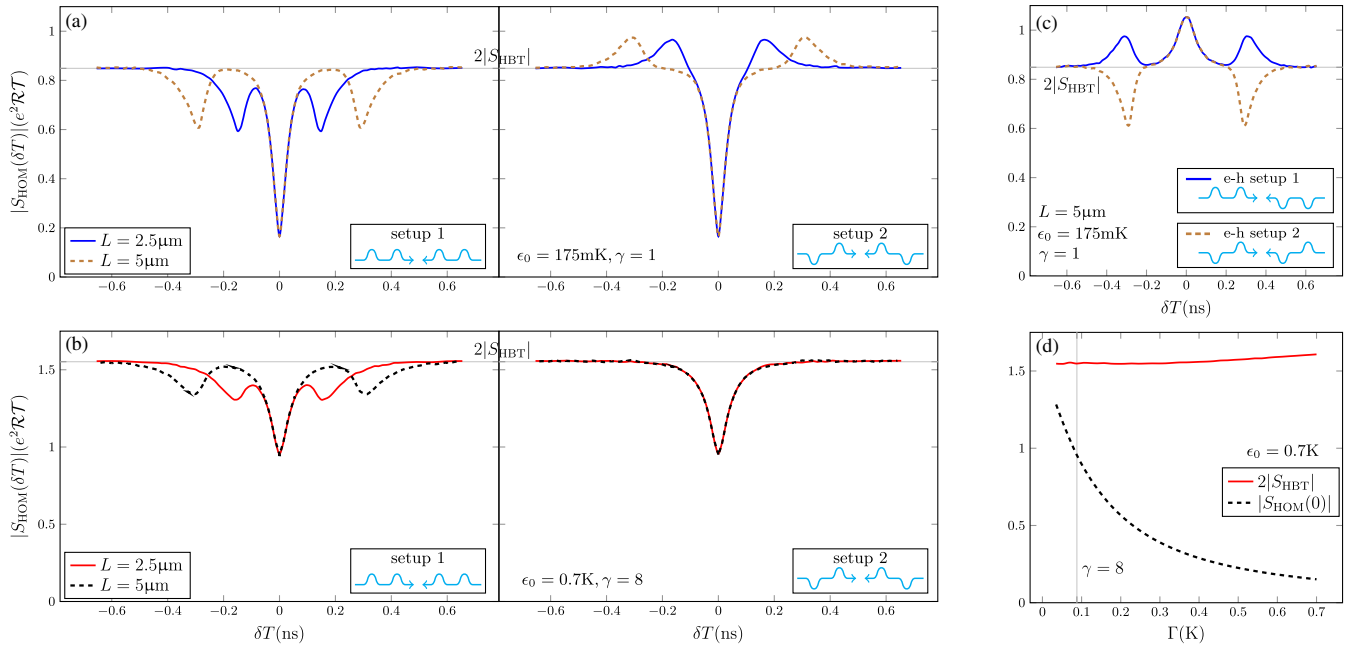 (a)
1
0.8
0.6
0.4
0.2
0
|S_HOM(δT)|(e²ℛ𝒯)
2|S_HBT|
L = 2.5µm
L = 5µm
setup 1
ϵ₀ = 175mK, γ = 1
setup 2
−0.6 −0.4 −0.2 0 0.2 0.4 0.6
−0.6 −0.4 −0.2 0 0.2 0.4 0.6
(c)
1
0.8
0.6
0.4
0.2
0
2|S_HBT|
e-h setup 1
L = 5µm
ϵ₀ = 175mK
γ = 1
e-h setup 2
−0.6 −0.4 −0.2 0 0.2 0.4 0.6
δT(ns)
(b)
1.5
1
1.5
0
|S_HOM(δT)|(e²ℛ𝒯)
2|S_HBT|
L = 2.5µm
L = 5µm
setup 1
ϵ₀ = 0.7K, γ = 8
setup 2
−0.6 −0.4 −0.2 0 0.2 0.4 0.6
−0.6 −0.4 −0.2 0 0.2 0.4 0.6
δT(ns)
δT(ns)
(d)
1.5
1
0.5
0
ϵ₀ = 0.7K
2|S_HBT|
|S_HOM(0)|
γ = 8
0 0.1 0.2 0.3 0.4 0.5 0.6 0.7
Γ(K)